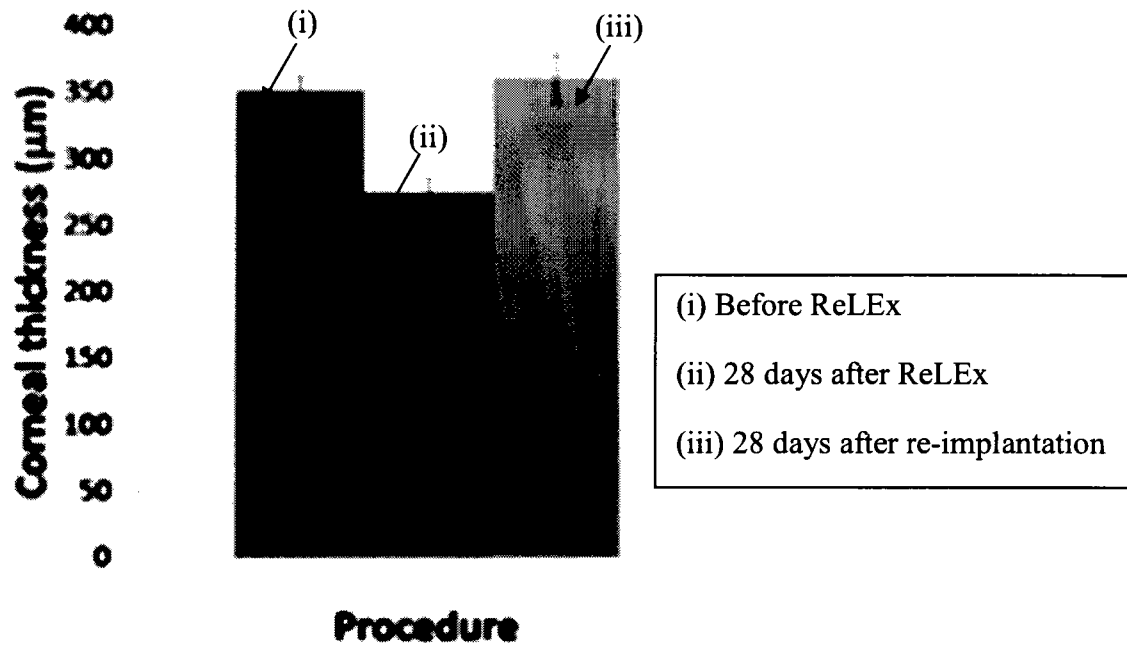 Corneal thickness (μm)
400
350
300
250
200
150
100
50
0
(i)
(ii)
(iii)
Procedure
(i) Before ReLEx
(ii) 28 days after ReLEx
(iii) 28 days after re-implantation